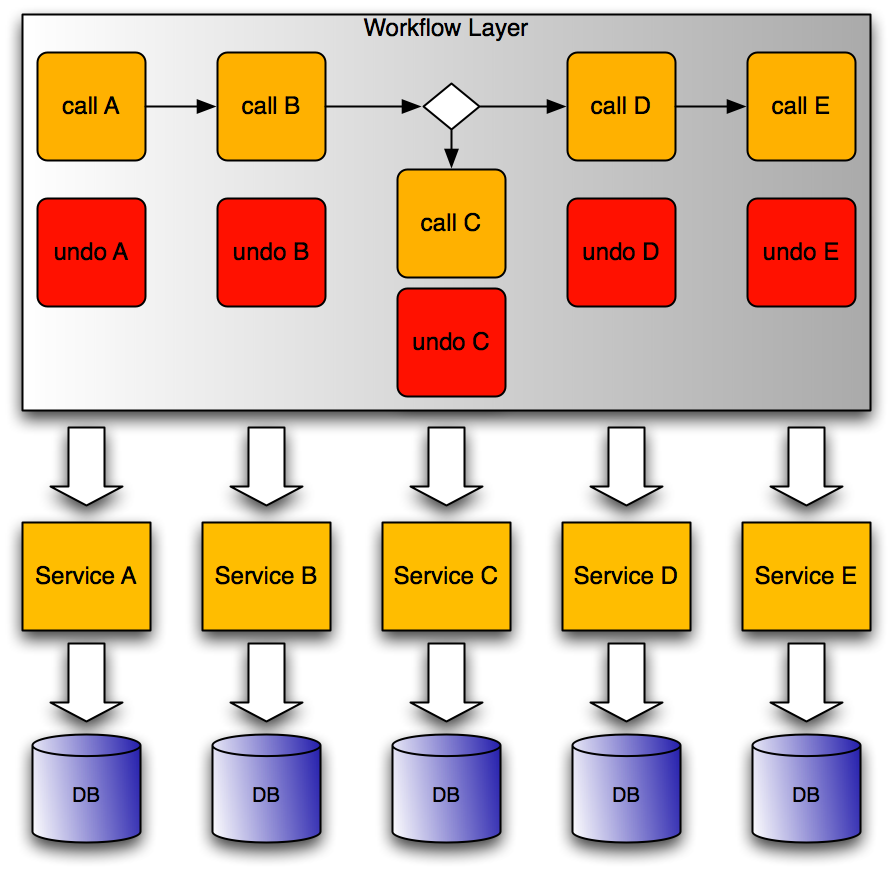 Workflow Layer
call A
call B
call D
call E
call C
undo A
undo B
undo D
undo E
undo C
Service A
Service B
Service C
Service D
Service E
DB
DB
DB
DB
DB